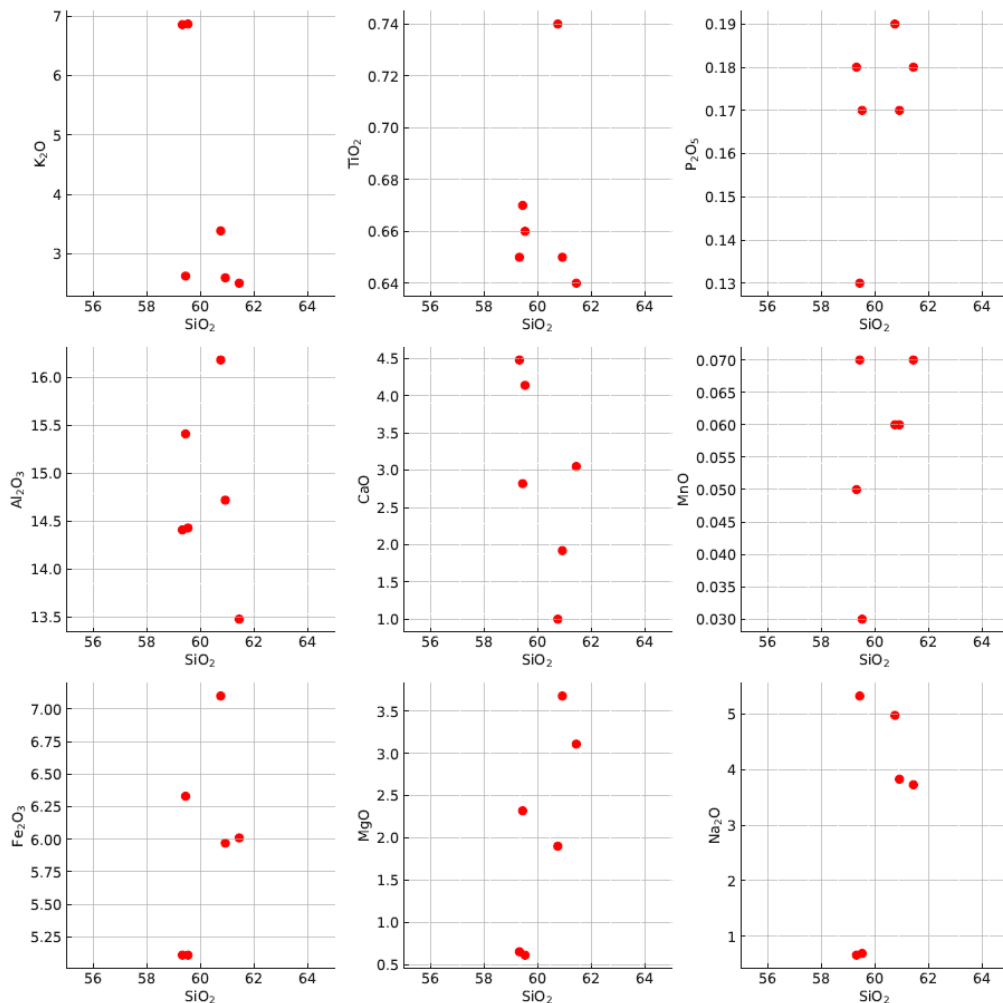 K₂O
7
6
5
4
3
56 58 60 62 64
SiO₂
TiO₂
0.74
0.72
0.70
0.68
0.66
0.64
56 58 60 62 64
SiO₂
P₂O₅
0.19
0.18
0.17
0.16
0.15
0.14
0.13
56 58 60 62 64
SiO₂
Al₂O₃
16.0
15.5
15.0
14.5
14.0
13.5
56 58 60 62 64
SiO₂
CaO
4.5
4.0
3.5
3.0
2.5
2.0
1.5
1.0
56 58 60 62 64
SiO₂
MnO
0.070
0.065
0.060
0.055
0.050
0.045
0.040
0.035
0.030
56 58 60 62 64
SiO₂
Fe₂O₃
7.00
6.75
6.50
6.25
6.00
5.75
5.50
5.25
56 58 60 62 64
SiO₂
MgO
3.5
3.0
2.5
2.0
1.5
1.0
0.5
56 58 60 62 64
SiO₂
Na₂O
5
4
3
2
1
56 58 60 62 64
SiO₂